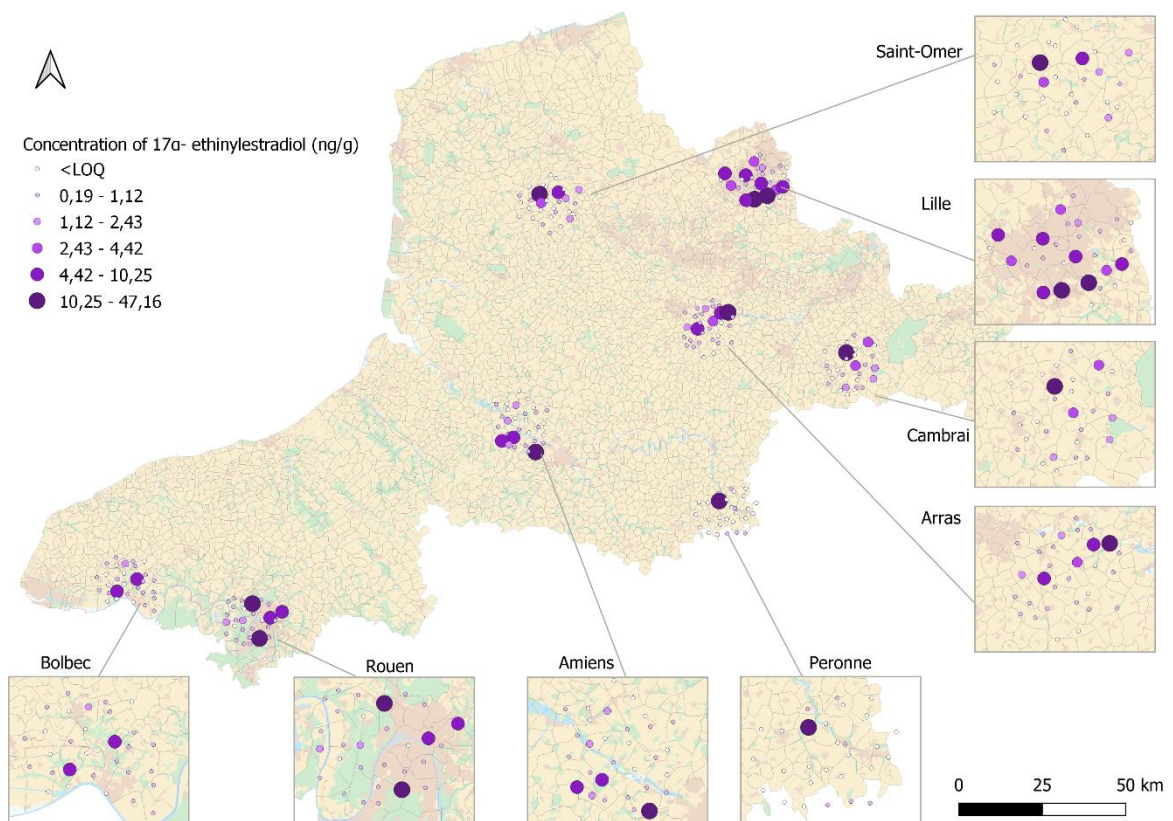 Saint-Omer
Concentration of 17α- ethinylestradiol (ng/g)
<LOQ
0,19 - 1,12
1,12 - 2,43
2,43 - 4,42
4,42 - 10,25
10,25 - 47,16
Lille
Cambrai
Arras
Bolbec
Rouen
Amiens
Peronne
0 25 50 km